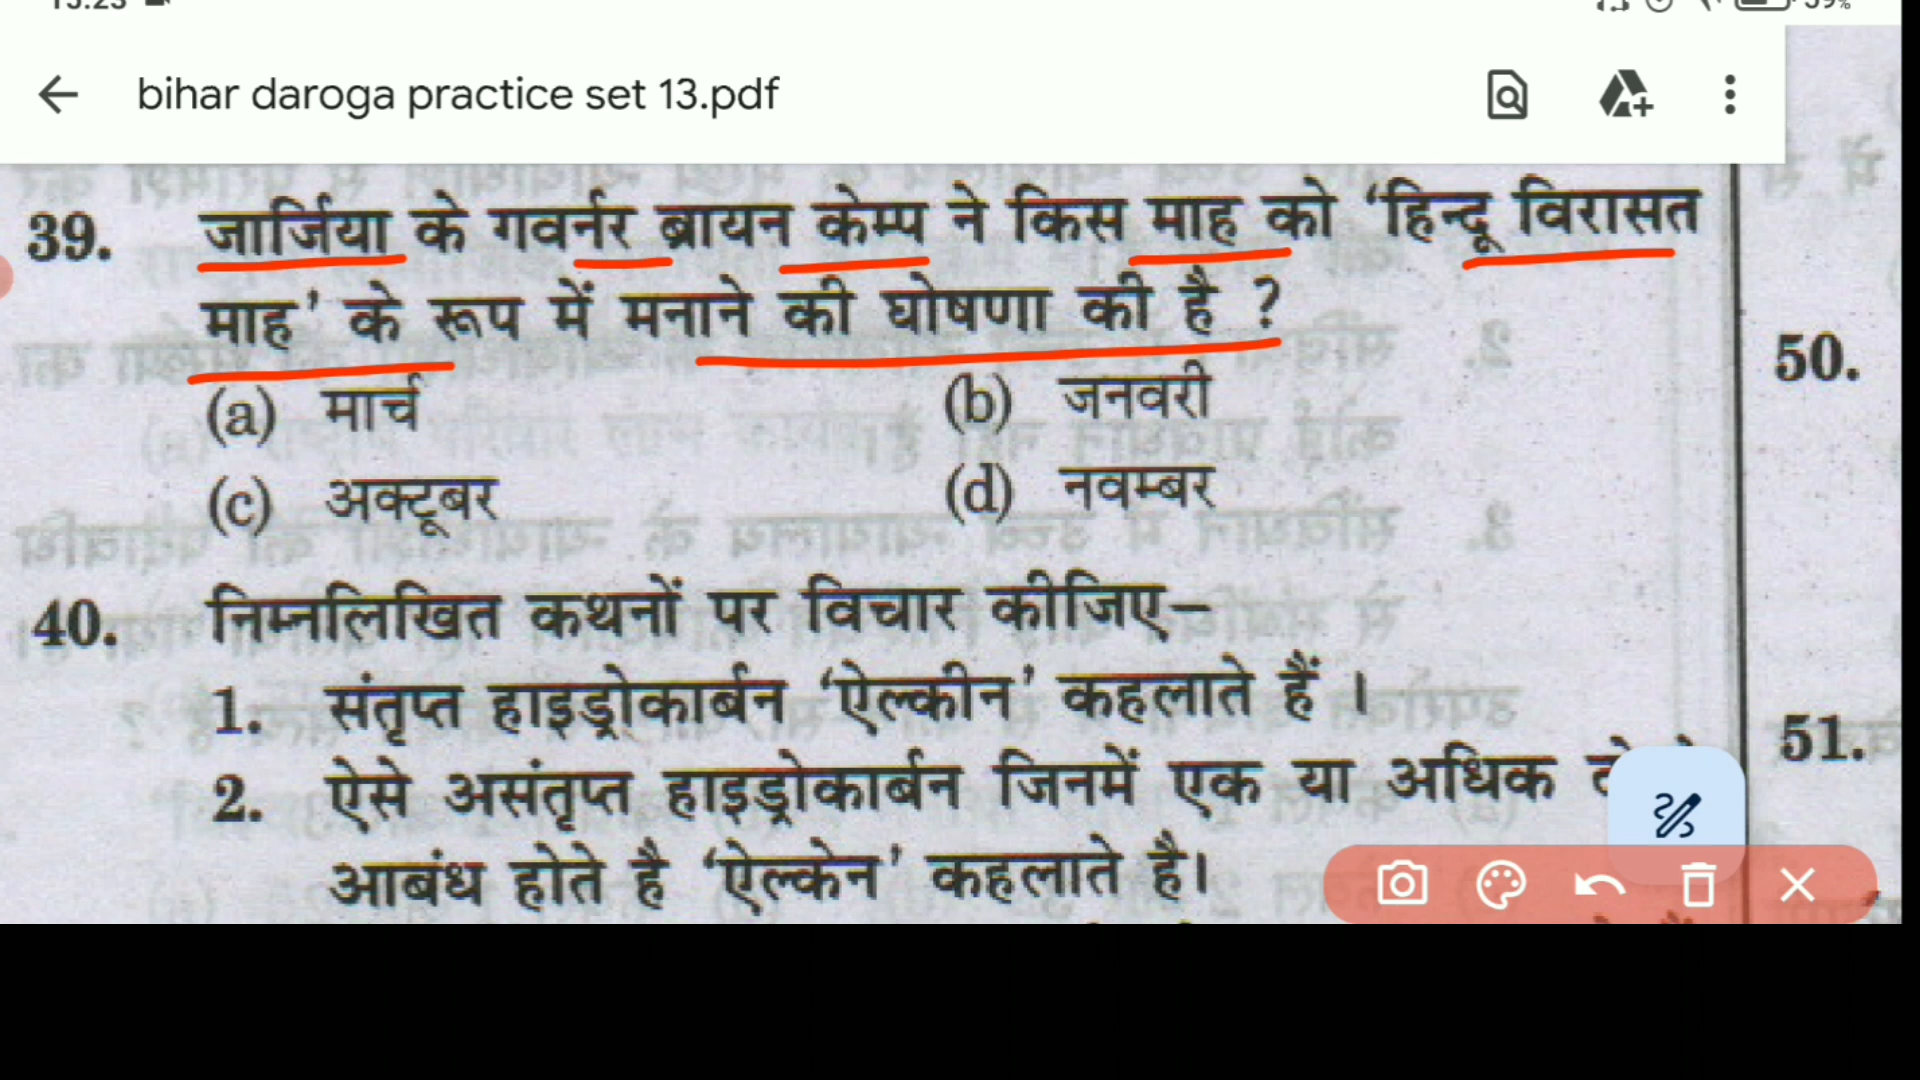 bihar daroga practice set 13.pdf
39. जार्जिया के गवर्नर ब्रायन केम्प ने किस माह को ‘हिन्दू विरासत
माह’ के रूप में मनाने की घोषणा की है ?
(a) मार्च (b) जनवरी
(c) अक्टूबर (d) नवम्बर
40. निम्नलिखित कथनों पर विचार कीजिए–
1. संतृप्त हाइड्रोकार्बन ‘ऐल्कीन’ कहलाते हैं ।
2. ऐसे असंतृप्त हाइड्रोकार्बन जिनमें एक या अधिक
आबंध होते है ‘ऐल्केन’ कहलाते है।
50.
51.